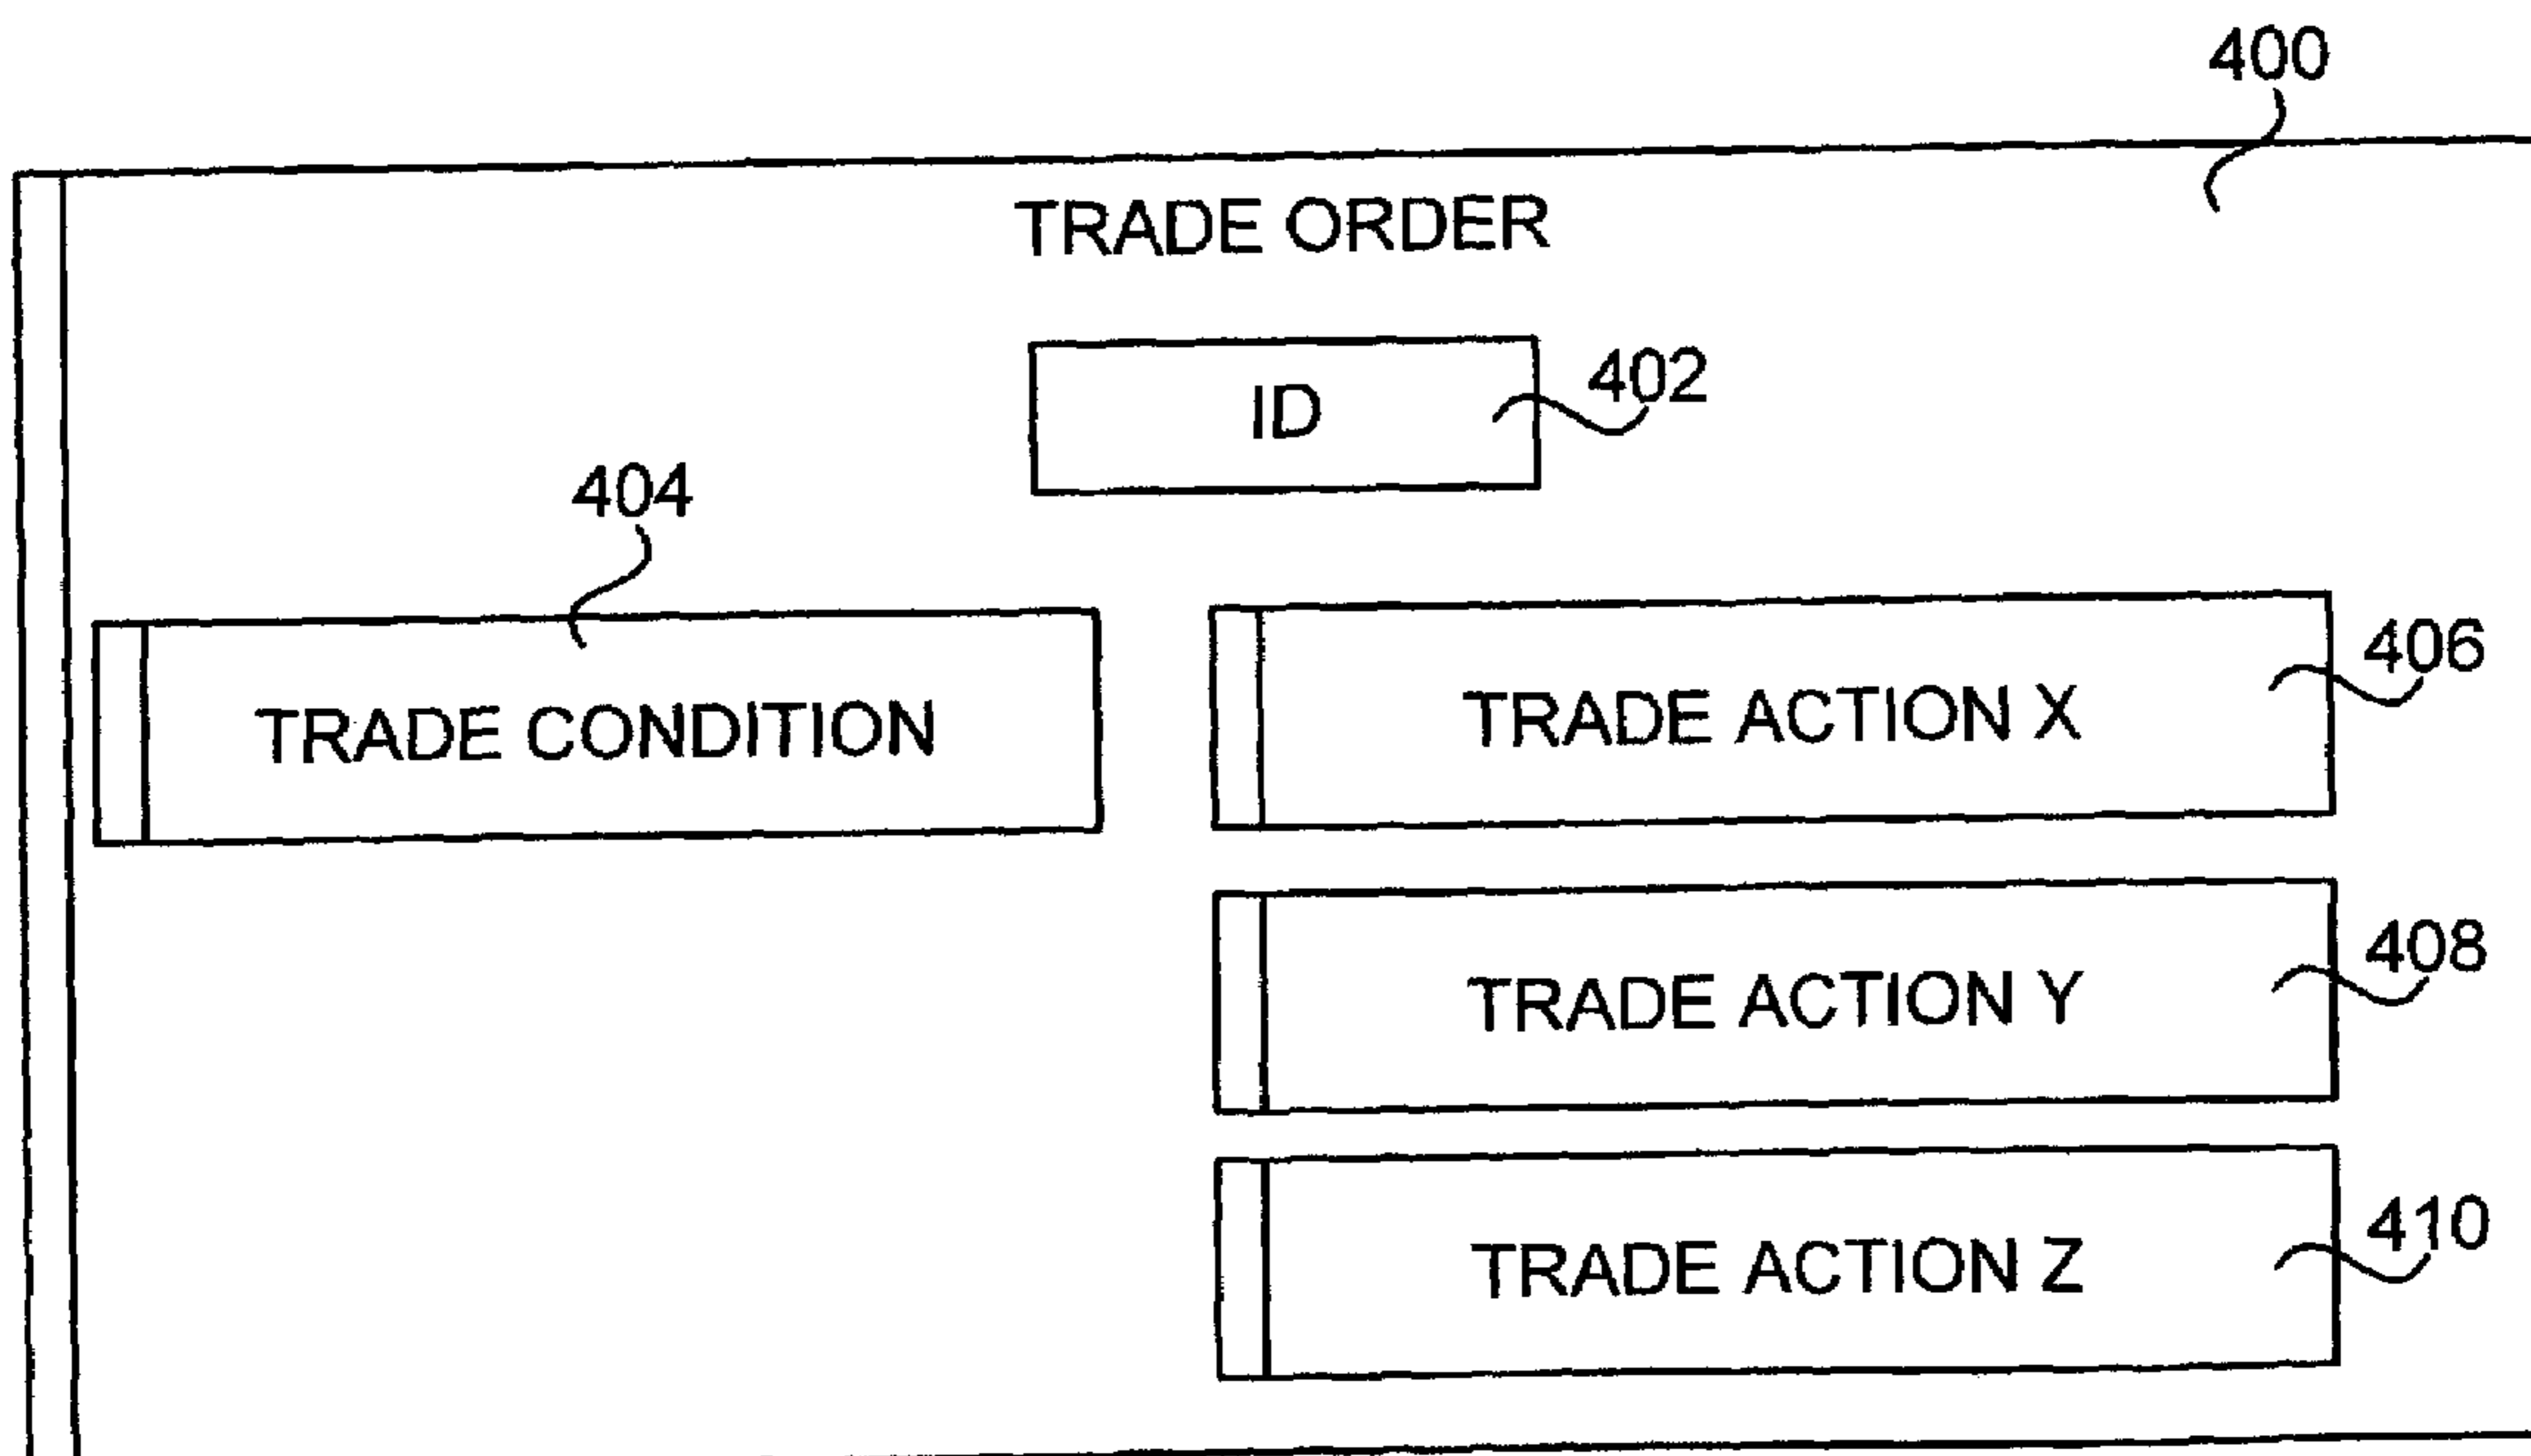 400
TRADE ORDER
ID
402
404
TRADE CONDITION
TRADE ACTION X
406
TRADE ACTION Y
408
TRADE ACTION Z
410